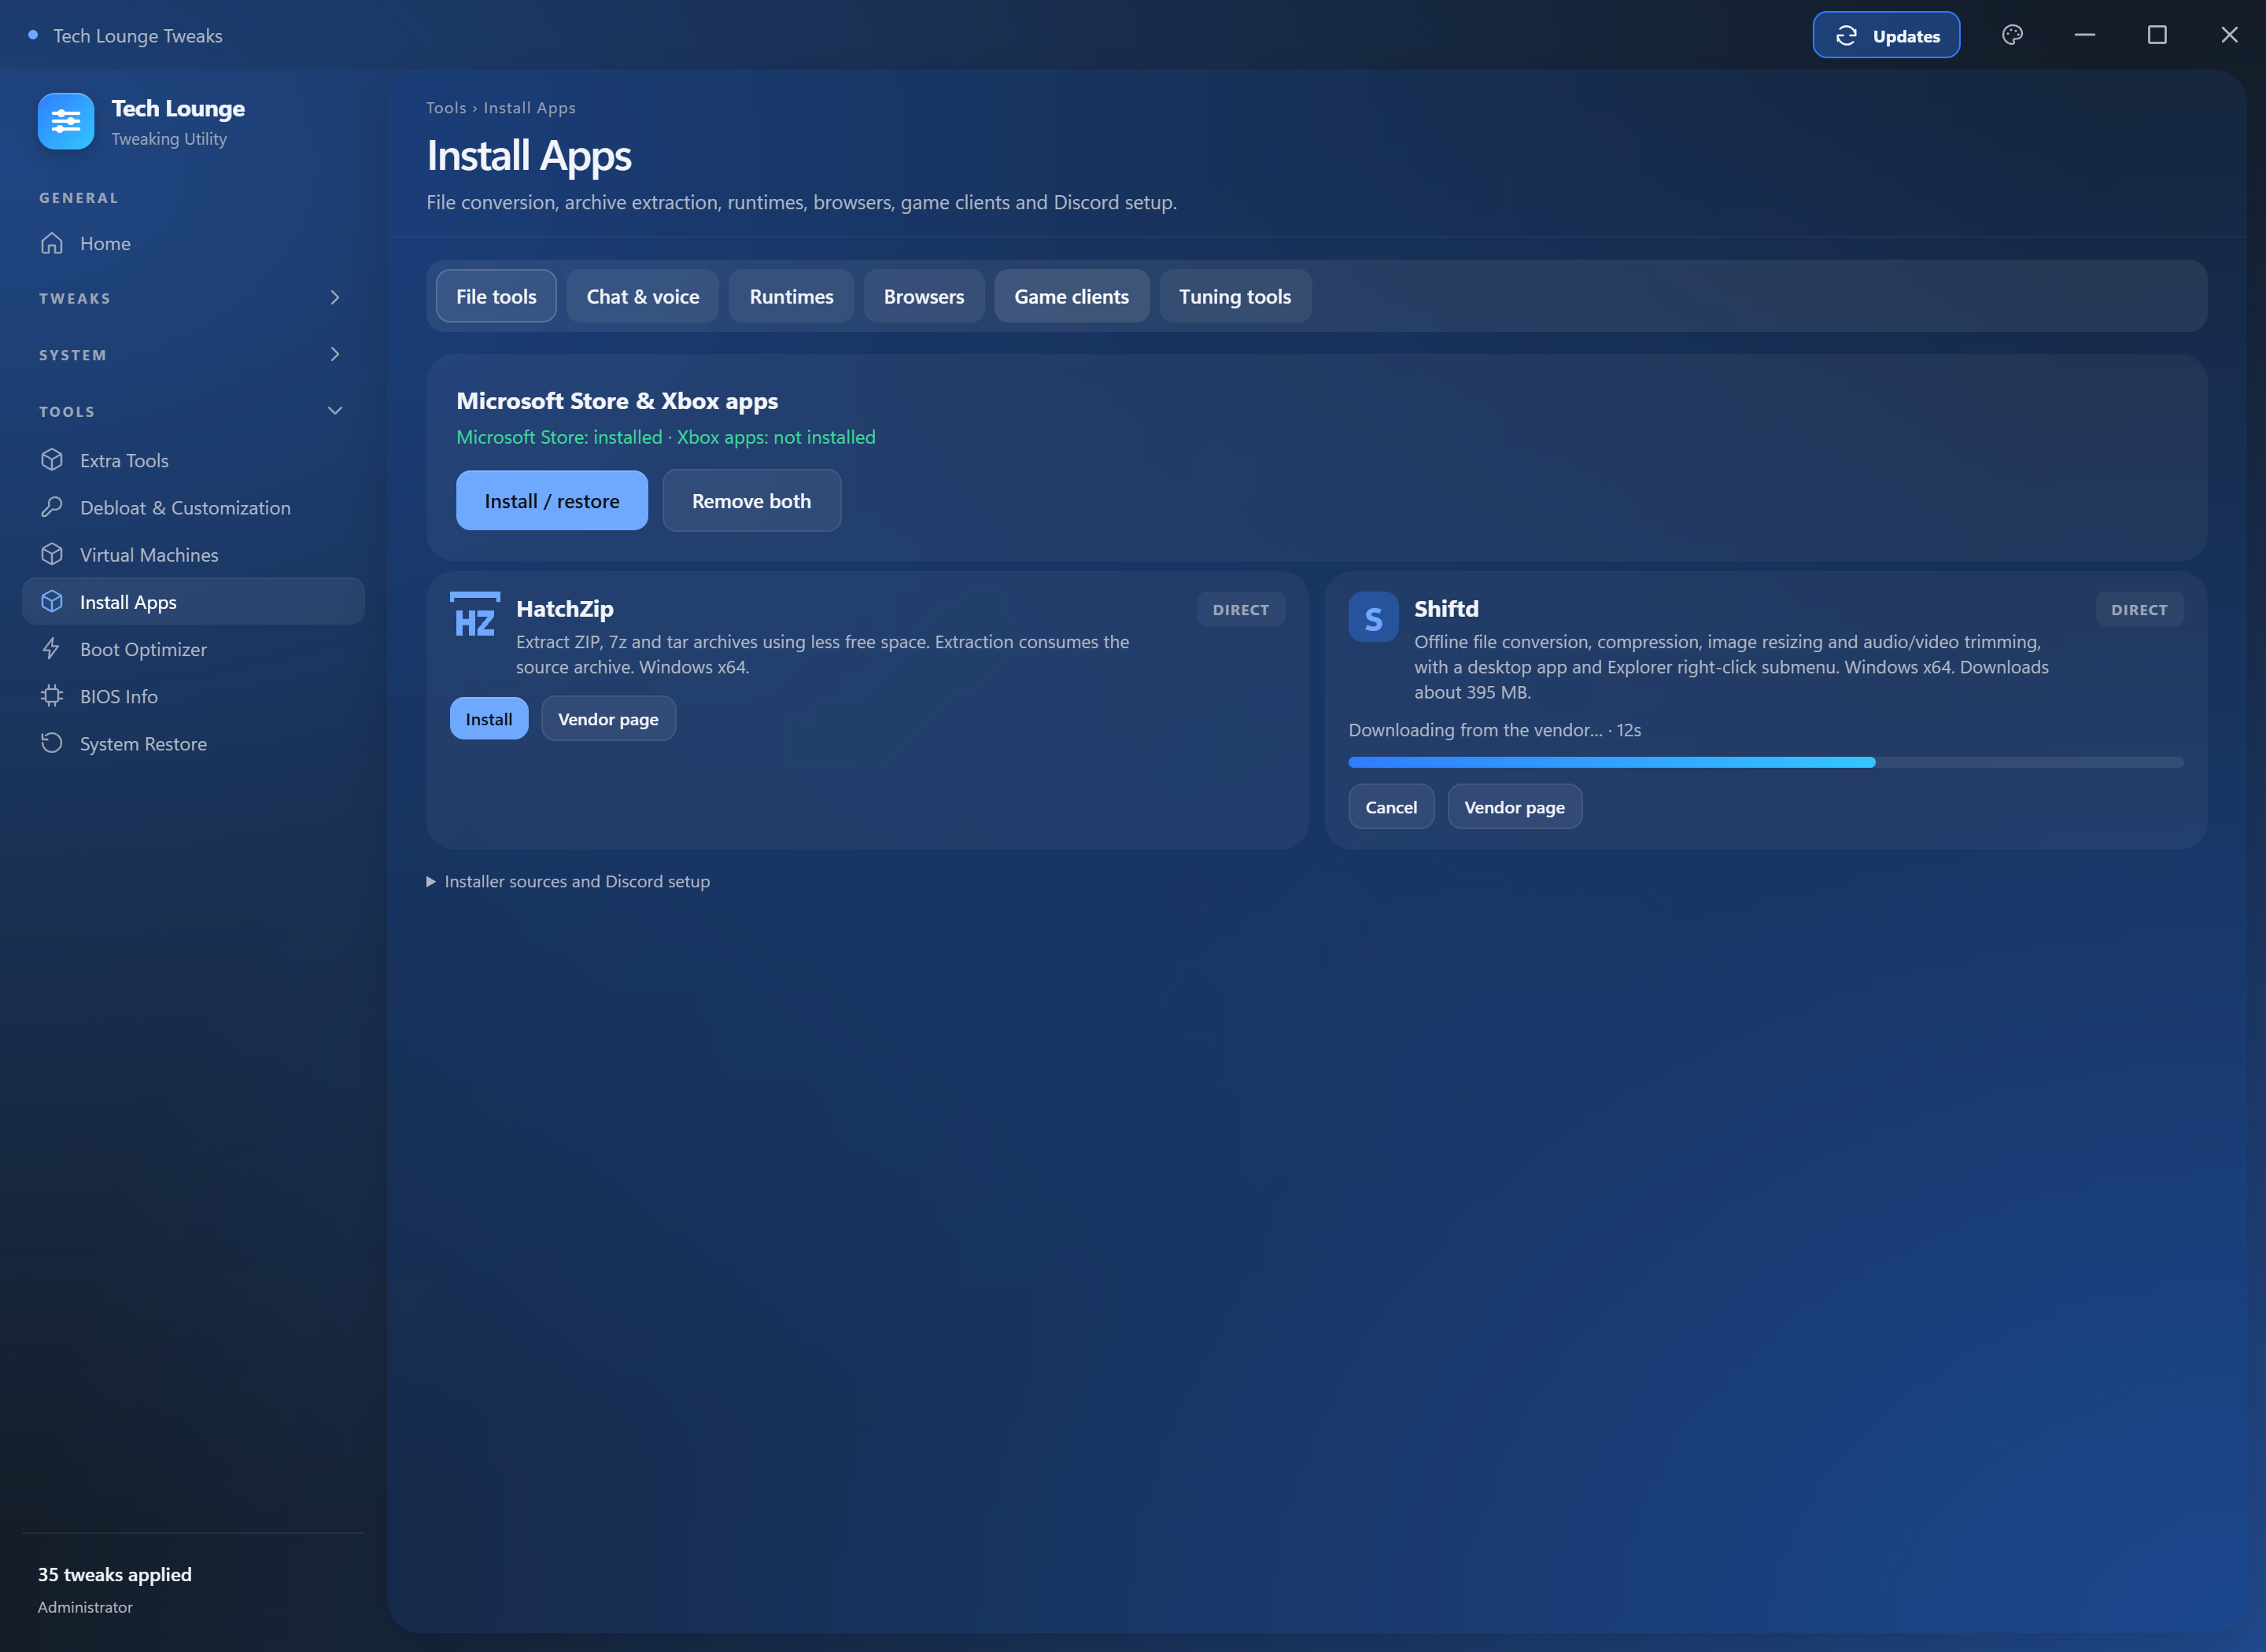 Tech Lounge Tweaks
Updates
Tech Lounge
Tweaking Utility
GENERAL
Home
TWEAKS
SYSTEM
TOOLS
Extra Tools
Debloat & Customization
Virtual Machines
Install Apps
Boot Optimizer
BIOS Info
System Restore
35 tweaks applied
Administrator
Tools › Install Apps
Install Apps
File conversion, archive extraction, runtimes, browsers, game clients and Discord setup.
File tools
Chat & voice
Runtimes
Browsers
Game clients
Tuning tools
Microsoft Store & Xbox apps
Microsoft Store: installed · Xbox apps: not installed
Install / restore
Remove both
HZ
HatchZip
DIRECT
Extract ZIP, 7z and tar archives using less free space. Extraction consumes the
source archive. Windows x64.
Install
Vendor page
S
Shiftd
DIRECT
Offline file conversion, compression, image resizing and audio/video trimming,
with a desktop app and Explorer right-click submenu. Windows x64. Downloads
about 395 MB.
Downloading from the vendor... · 12s
Cancel
Vendor page
Installer sources and Discord setup